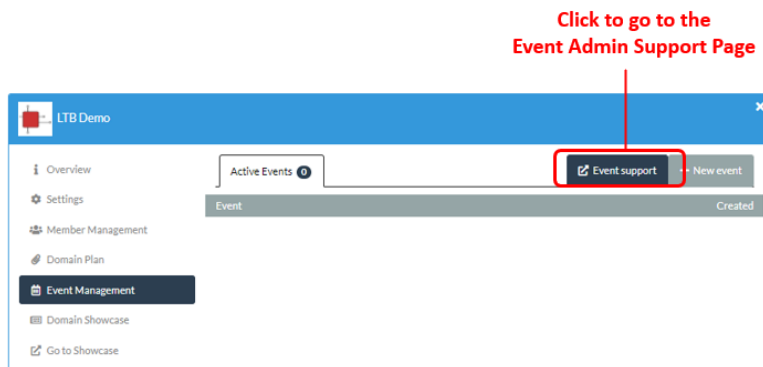 Click to go to the
Event Admin Support Page
LTB Demo
Overview
Active Events 0
Event support
New event
Settings
Event
Created
Member Management
Domain Plan
Event Management
Domain Showcase
Go to Showcase